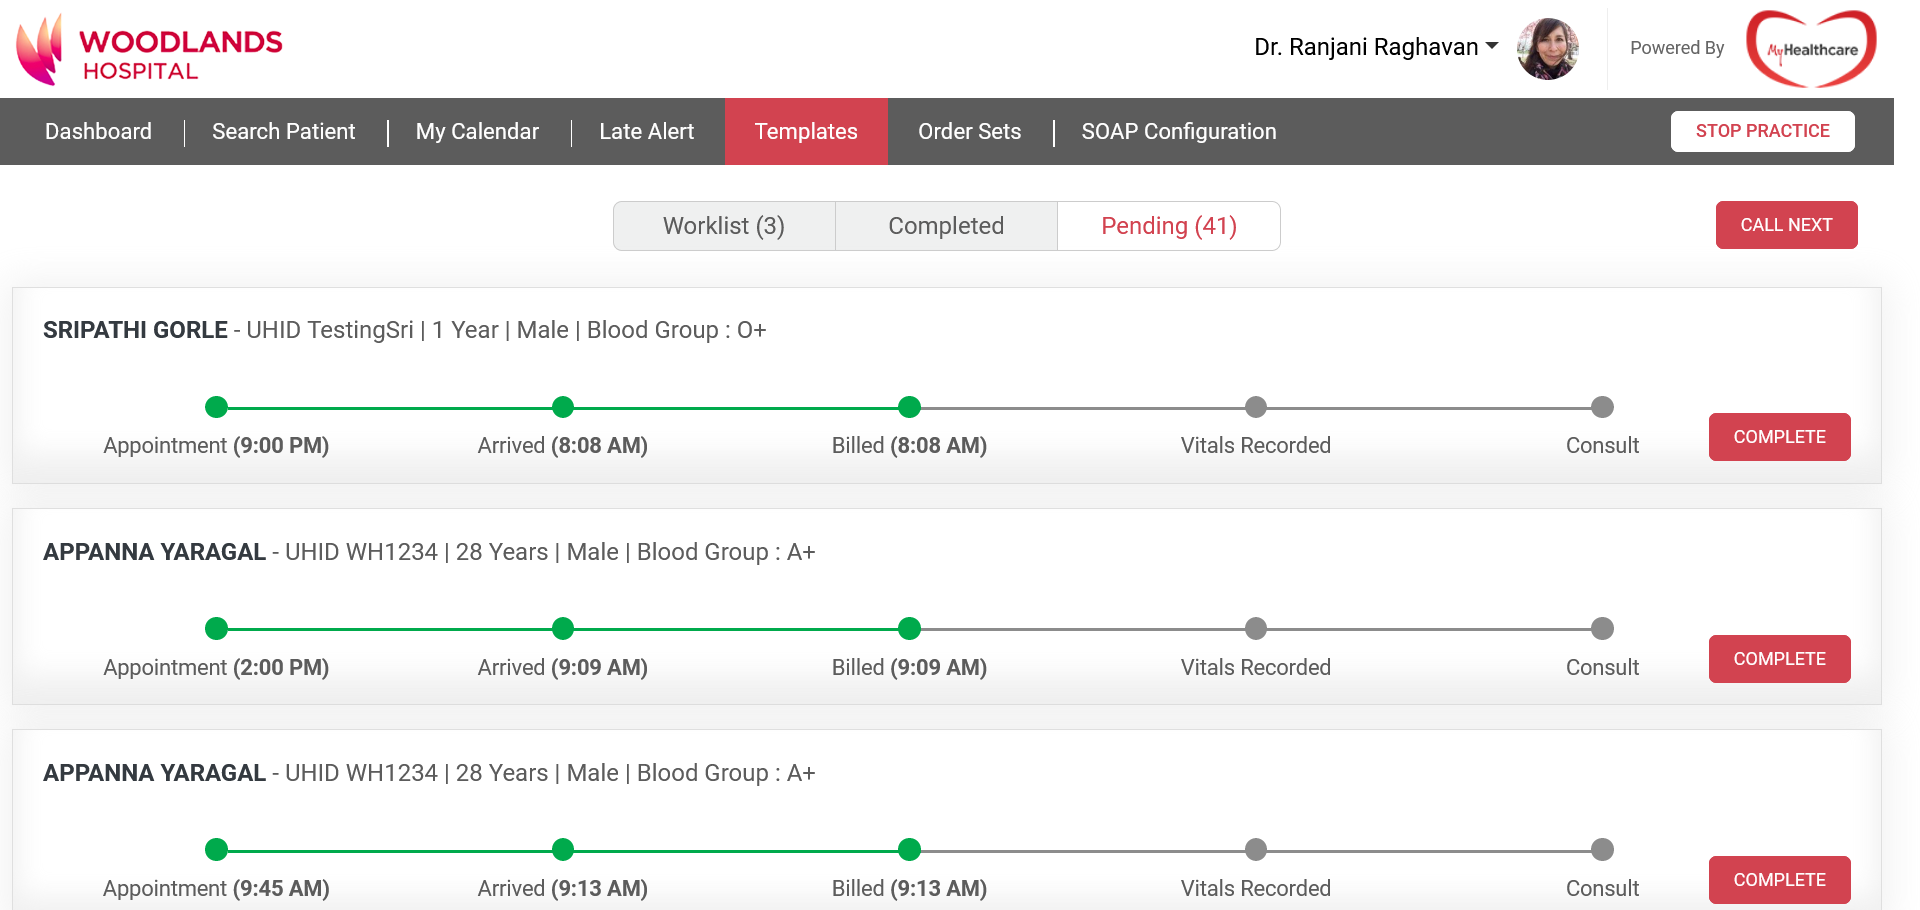 WOODLANDS
HOSPITAL
Dr. Ranjani Raghavan
Powered By
MyHealthcare
Dashboard
Search Patient
My Calendar
Late Alert
Templates
Order Sets
SOAP Configuration
STOP PRACTICE
Worklist (3)
Completed
Pending (41)
CALL NEXT
SRIPATHI GORLE - UHID TestingSri | 1 Year | Male | Blood Group : O+
Appointment (9:00 PM)
Arrived (8:08 AM)
Billed (8:08 AM)
Vitals Recorded
Consult
COMPLETE
APPANNA YARAGAL - UHID WH1234 | 28 Years | Male | Blood Group : A+
Appointment (2:00 PM)
Arrived (9:09 AM)
Billed (9:09 AM)
Vitals Recorded
Consult
COMPLETE
APPANNA YARAGAL - UHID WH1234 | 28 Years | Male | Blood Group : A+
Appointment (9:45 AM)
Arrived (9:13 AM)
Billed (9:13 AM)
Vitals Recorded
Consult
COMPLETE